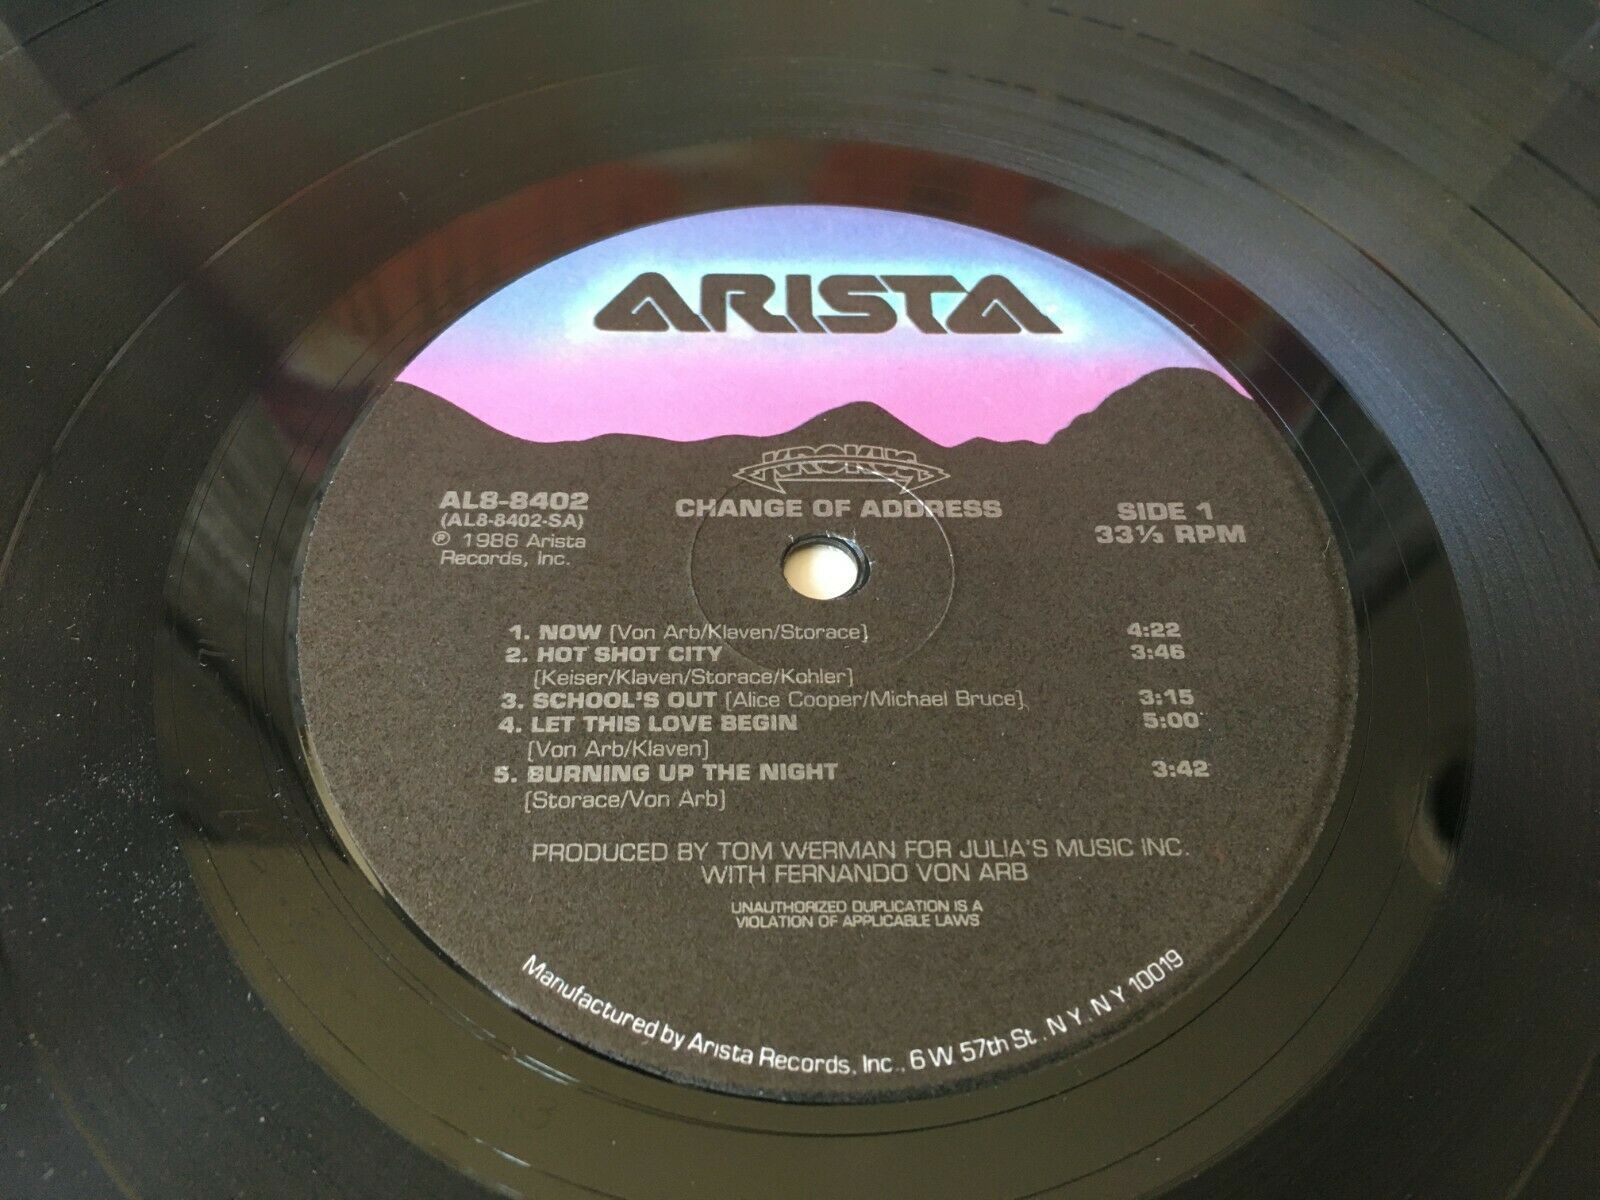 ARISTA
KROKUS
CHANGE OF ADDRESS
AL8-8402
(AL8-8402-SA)
℗ 1986 Arista
Records, Inc.
SIDE 1
33⅓ RPM
1. NOW [Von Arb/Klaven/Storace] 4:22
2. HOT SHOT CITY 3:46
[Keiser/Klaven/Storace/Kohler]
3. SCHOOL'S OUT [Alice Cooper/Michael Bruce] 3:15
4. LET THIS LOVE BEGIN 5:00
[Von Arb/Klaven]
5. BURNING UP THE NIGHT 3:42
[Storace/Von Arb]
PRODUCED BY TOM WERMAN FOR JULIA'S MUSIC INC.
WITH FERNANDO VON ARB
UNAUTHORIZED DUPLICATION IS A
VIOLATION OF APPLICABLE LAWS
Manufactured by Arista Records, Inc., 6 W 57th St., N.Y. N Y 10019